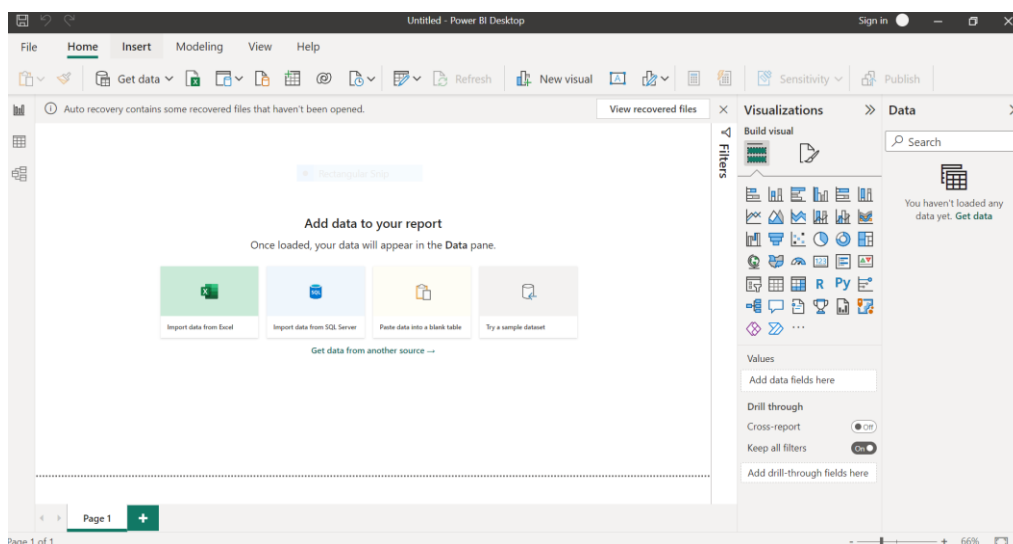 Untitled - Power BI Desktop
Sign in
File Home Insert Modeling View Help
Get data Refresh New visual Sensitivity Publish
Auto recovery contains some recovered files that haven't been opened.
View recovered files
Filters
Visualizations
Build visual
Data
Search
You haven't loaded any
data yet. Get data
Rectangular Snip
Add data to your report
Once loaded, your data will appear in the Data pane.
Import data from Excel
Import data from SQL Server
Paste data into a blank table
Try a sample dataset
SQL
Get data from another source →
123
R Py
Values
Add data fields here
Drill through
Cross-report Off
Keep all filters On
Add drill-through fields here
Page 1
Page 1 of 1
66%